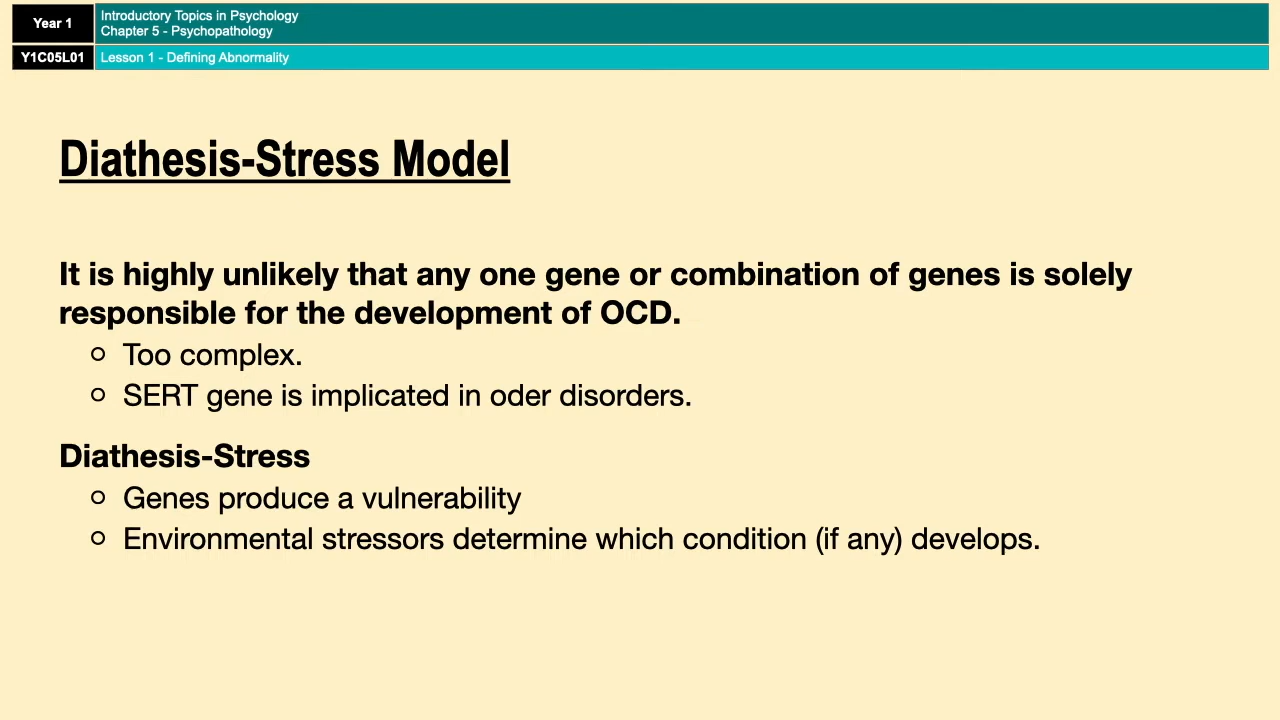 Year 1
Introductory Topics in Psychology
Chapter 5 - Psychopathology
Y1C05L01
Lesson 1 - Defining Abnormality
Diathesis-Stress Model
It is highly unlikely that any one gene or combination of genes is solely
responsible for the development of OCD.
Too complex.
SERT gene is implicated in oder disorders.
Diathesis-Stress
Genes produce a vulnerability
Environmental stressors determine which condition (if any) develops.